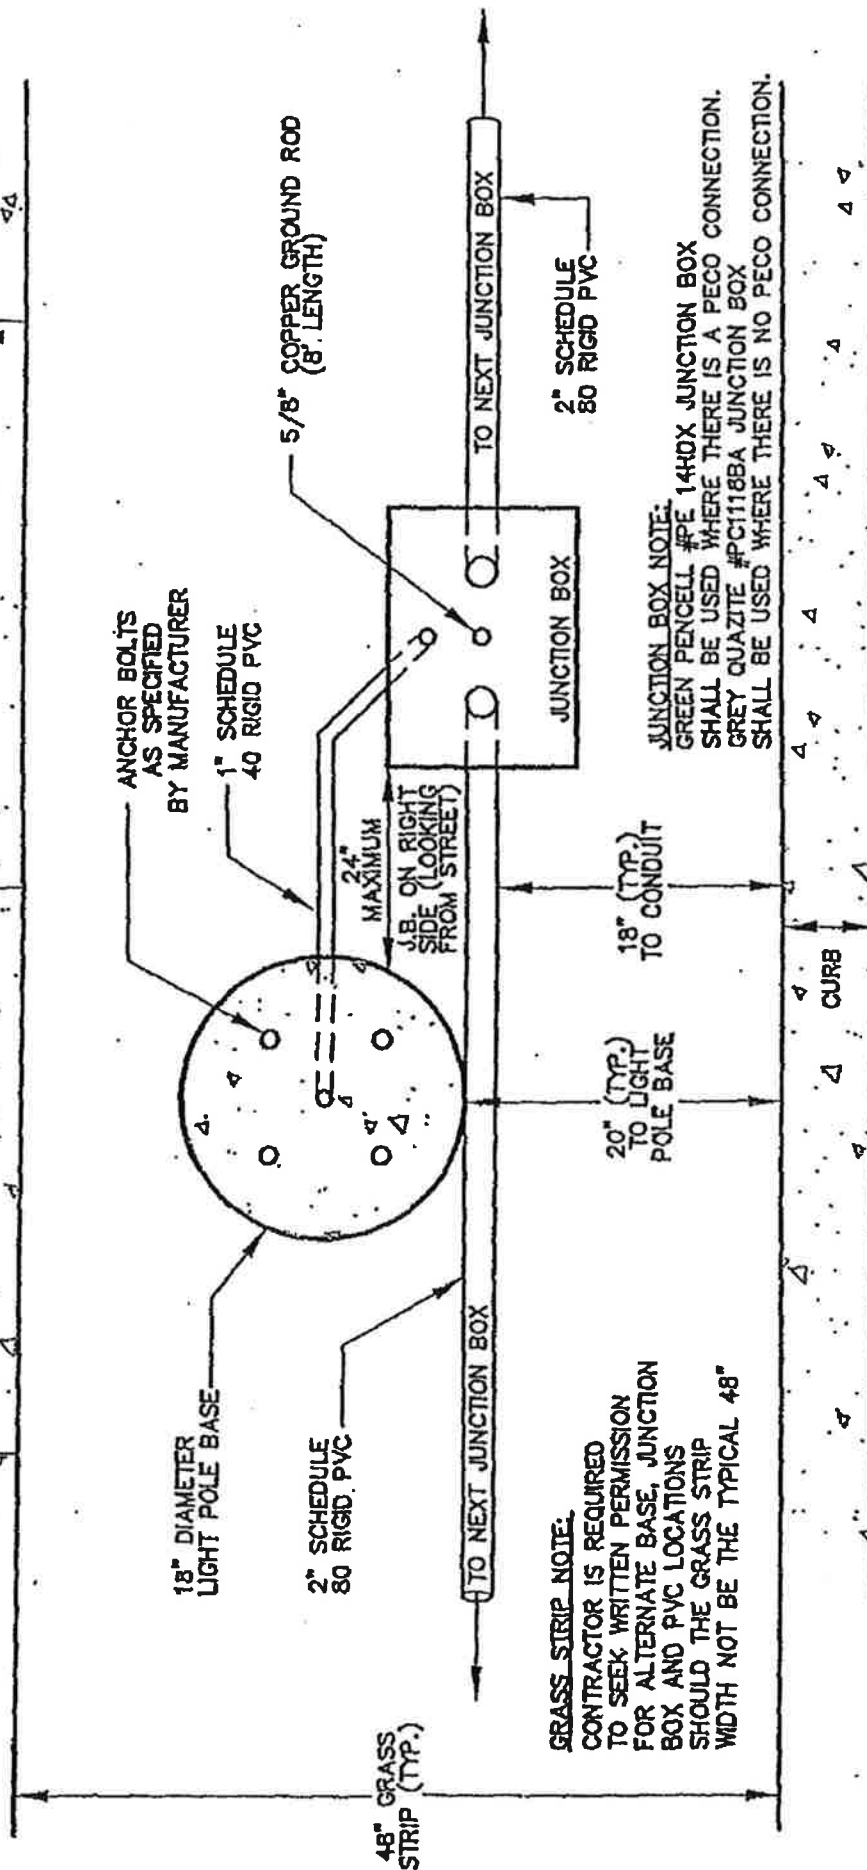 48" GRASS
STRIP (TYP.)
18" DIAMETER
LIGHT POLE BASE
2" SCHEDULE
80 RIGID PVC
ANCHOR BOLTS
AS SPECIFIED
BY MANUFACTURER
1" SCHEDULE
40 RIGID PVC
5/8" COPPER GROUND ROD
(8' LENGTH)
24"
MAXIMUM
J.B. ON RIGHT
SIDE (LOOKING
FROM STREET)
TO NEXT JUNCTION BOX
JUNCTION BOX
TO NEXT JUNCTION BOX
2" SCHEDULE
80 RIGID PVC
20" (TYP.)
TO LIGHT
POLE BASE
18" (TYP.)
TO CONDUIT
GRASS STRIP NOTE:
CONTRACTOR IS REQUIRED
TO SEEK WRITTEN PERMISSION
FOR ALTERNATE BASE, JUNCTION
BOX AND PVC LOCATIONS
SHOULD THE GRASS STRIP
WIDTH NOT BE THE TYPICAL 48"
JUNCTION BOX NOTE:
GREEN PENCELL #PE 14HDX JUNCTION BOX
SHALL BE USED WHERE THERE IS A PECO CONNECTION.
GREY QUAZITE #PC1118BA JUNCTION BOX
SHALL BE USED WHERE THERE IS NO PECO CONNECTION.
CURB